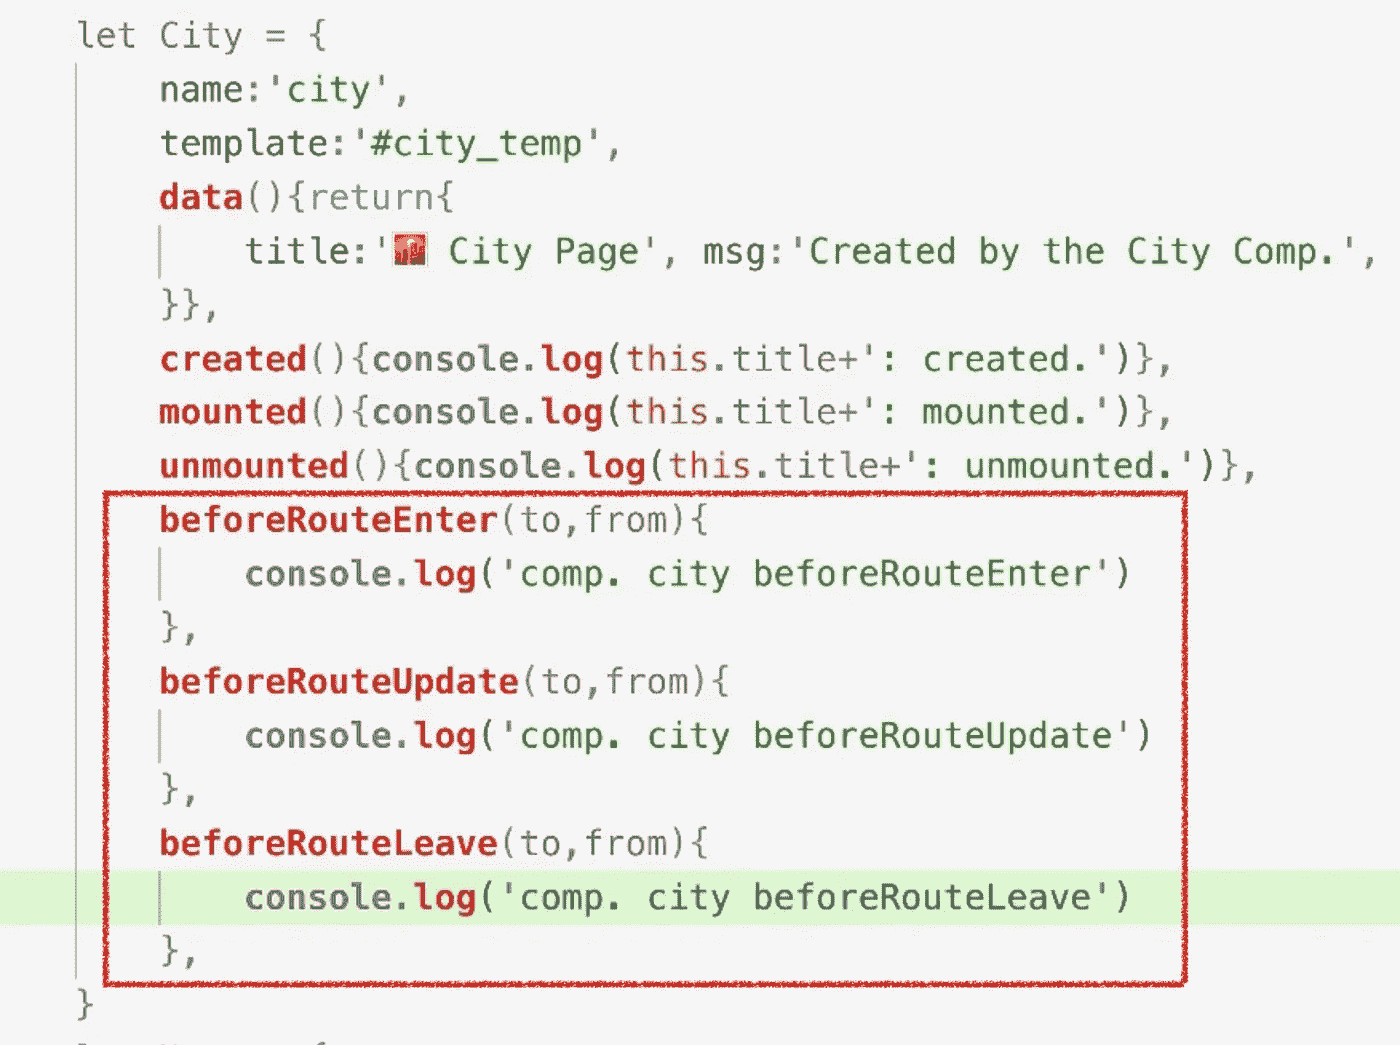 let City = {
name:'city',
template:'#city_temp',
data(){return{
title:'🌇 City Page', msg:'Created by the City Comp.',
}},
created(){console.log(this.title+': created.')},
mounted(){console.log(this.title+': mounted.')},
unmounted(){console.log(this.title+': unmounted.')},
beforeRouteEnter(to,from){
console.log('comp. city beforeRouteEnter')
},
beforeRouteUpdate(to,from){
console.log('comp. city beforeRouteUpdate')
},
beforeRouteLeave(to,from){
console.log('comp. city beforeRouteLeave')
},
}